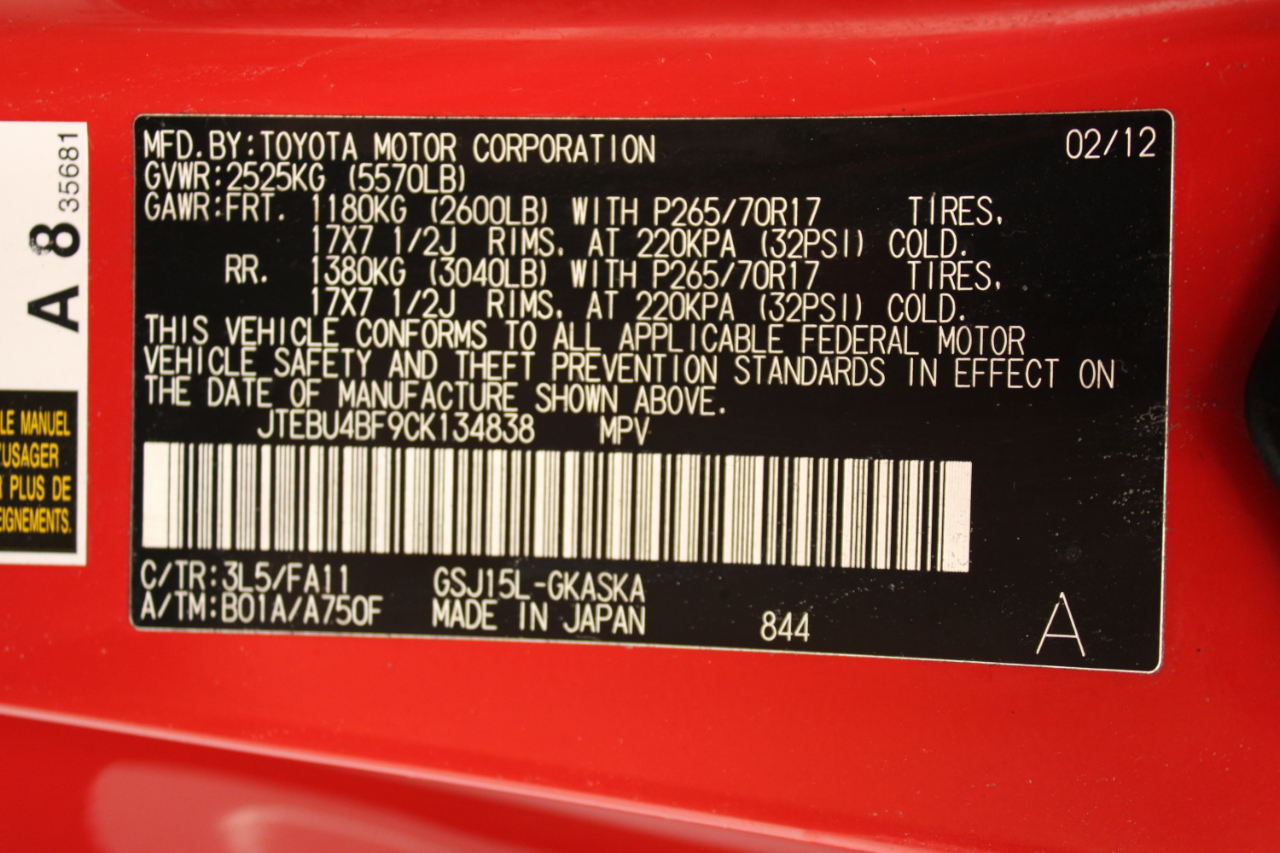 MFD.BY:TOYOTA MOTOR CORPORATION 02/12
GVWR:2525KG (5570LB)
GAWR:FRT. 1180KG (2600LB) WITH P265/70R17 TIRES,
17X7 1/2J RIMS, AT 220KPA (32PSI) COLD.
RR. 1380KG (3040LB) WITH P265/70R17 TIRES,
17X7 1/2J RIMS, AT 220KPA (32PSI) COLD.
THIS VEHICLE CONFORMS TO ALL APPLICABLE FEDERAL MOTOR
VEHICLE SAFETY AND THEFT PREVENTION STANDARDS IN EFFECT ON
THE DATE OF MANUFACTURE SHOWN ABOVE.
JTEBU4BF9CK134838 MPV
C/TR:3L5/FA11 GSJ15L-GKASKA
A/TM:B01A/A750F MADE IN JAPAN 844
A
A 8 35681
LE MANUEL
USAGER
PLUS DE
EIGNEMENTS.